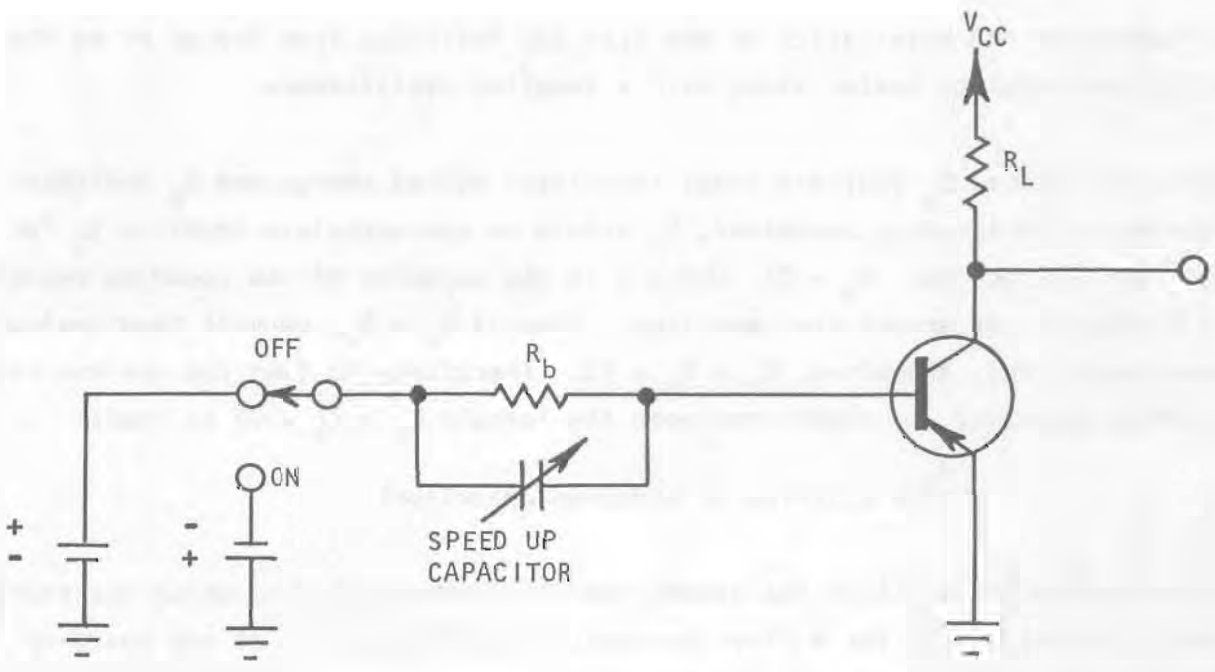 V
CC
R
L
OFF
R
b
ON
+
-
-
+
SPEED UP
CAPACITOR